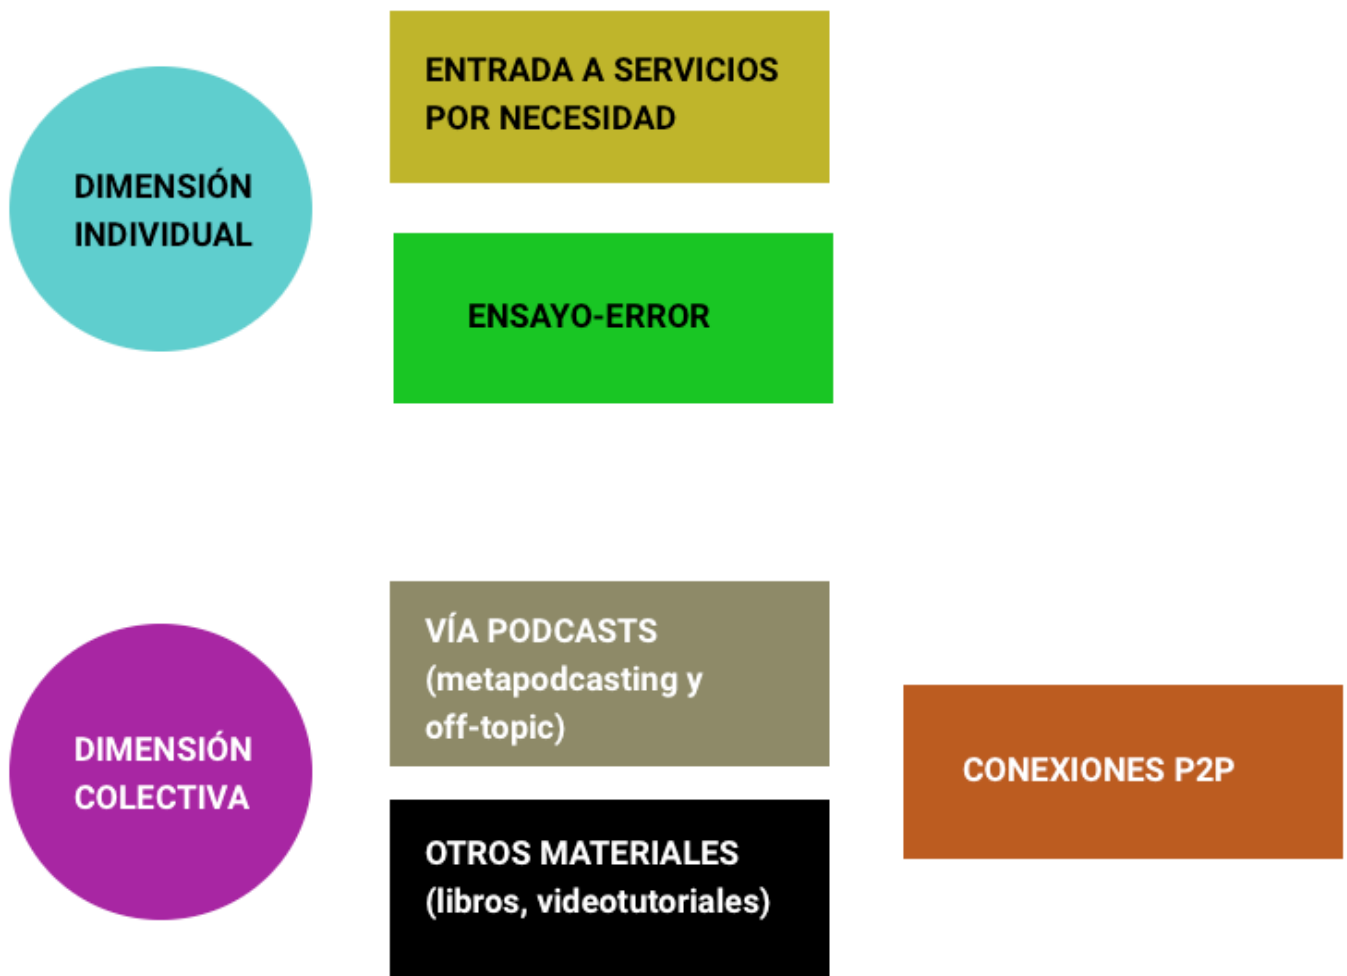 DIMENSIÓN
INDIVIDUAL
ENTRADA A SERVICIOS
POR NECESIDAD
ENSAYO-ERROR
DIMENSIÓN
COLECTIVA
VÍA PODCASTS
(metapodcasting y
off-topic)
OTROS MATERIALES
(libros, videotutoriales)
CONEXIONES P2P